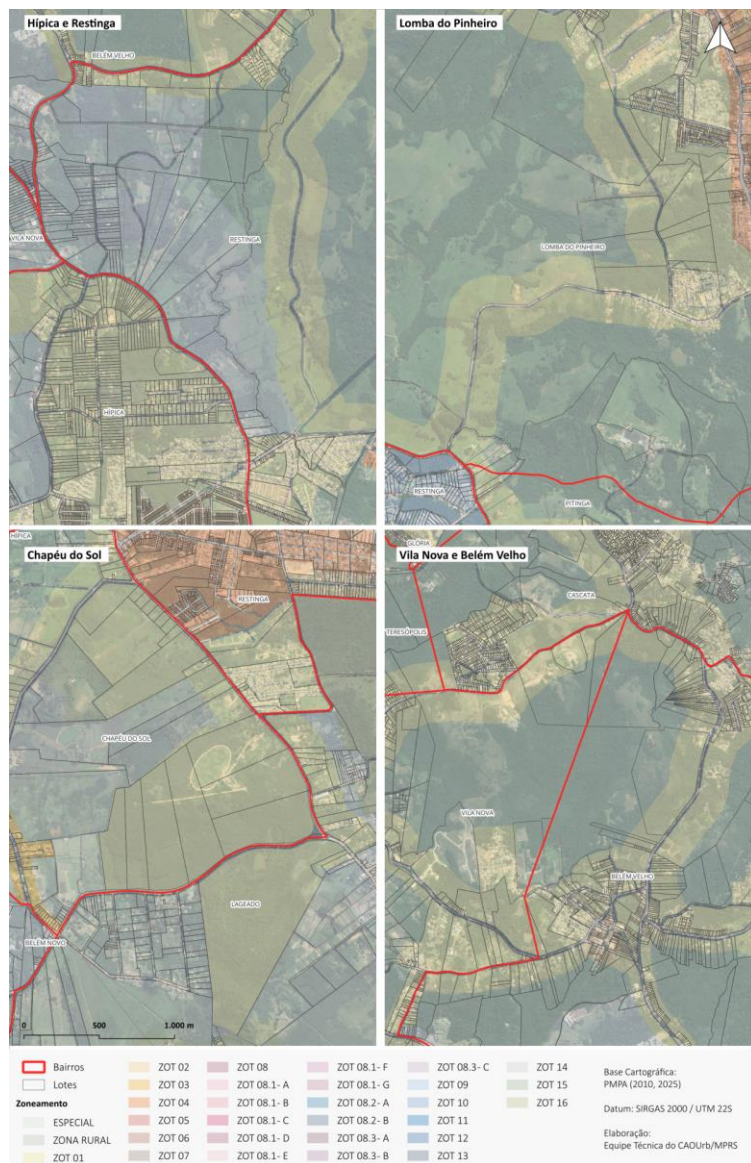 Hípica e Restinga
BELÉM VELHO
VILA NOVA
RESTINGA
HÍPICA
Lomba do Pinheiro
LOMBA DO PINHEIRO
RESTINGA
PITINGA
Chapéu do Sol
HÍPICA
RESTINGA
CHAPÉU DO SOL
LAGEADO
BELÉM NOVO
0 500 1.000 m
Vila Nova e Belém Velho
GLÓRIA
CASCATA
TERESÓPOLIS
VILA NOVA
BELÉM VELHO
Bairros
Lotes
Zoneamento
ESPECIAL
ZONA RURAL
ZOT 01
ZOT 02
ZOT 03
ZOT 04
ZOT 05
ZOT 06
ZOT 07
ZOT 08
ZOT 08.1- A
ZOT 08.1- B
ZOT 08.1- C
ZOT 08.1- D
ZOT 08.1- E
ZOT 08.1- F
ZOT 08.1- G
ZOT 08.2- A
ZOT 08.2- B
ZOT 08.3- A
ZOT 08.3- B
ZOT 08.3- C
ZOT 09
ZOT 10
ZOT 11
ZOT 12
ZOT 13
ZOT 14
ZOT 15
ZOT 16
Base Cartográfica:
PMPA (2010, 2025)
Datum: SIRGAS 2000 / UTM 22S
Elaboração:
Equipe Técnica do CAOUrb/MPRS